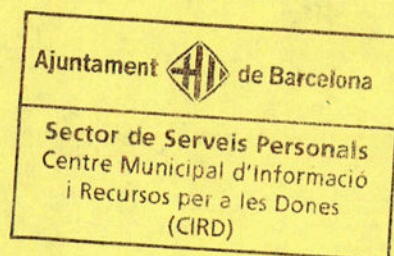 Ajuntament de Barcelona
Sector de Serveis Personals
Centre Municipal d'Informació
i Recursos per a les Dones
(CIRD)